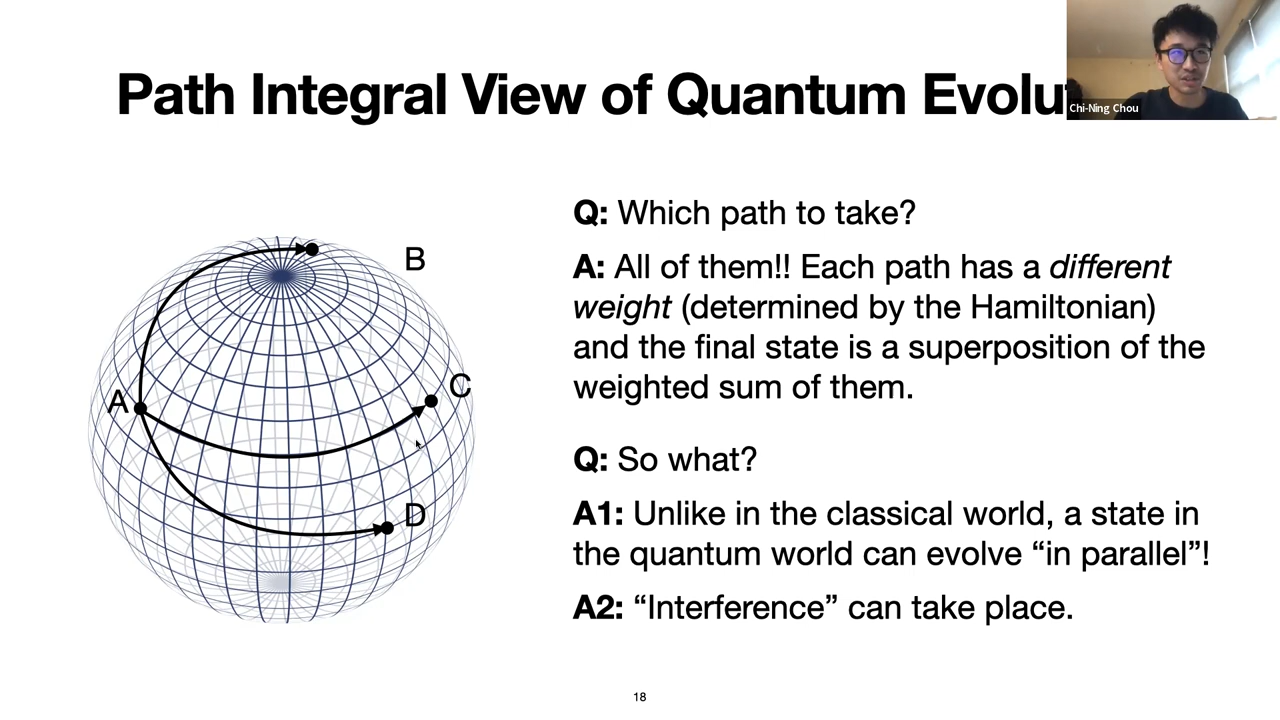 Path Integral View of Quantum Evolu
Chi-Ning Chou
Q: Which path to take?
A: All of them!! Each path has a different
weight (determined by the Hamiltonian)
and the final state is a superposition of the
weighted sum of them.
Q: So what?
A1: Unlike in the classical world, a state in
the quantum world can evolve “in parallel”!
A2: “Interference” can take place.
A
B
C
D
18